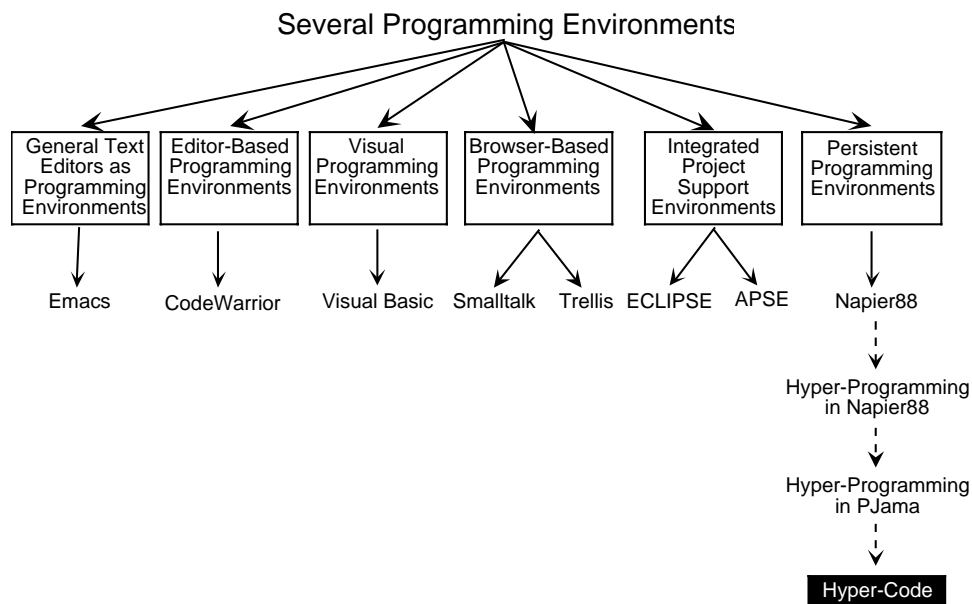 Several Programming Environments
General Text
Editors as
Programming
Environments
Editor-Based
Programming
Environments
Visual
Programming
Environments
Browser-Based
Programming
Environments
Integrated
Project
Support
Environments
Persistent
Programming
Environments
Emacs
CodeWarrior
Visual Basic
Smalltalk
Trellis
ECLIPSE
APSE
Napier88
Hyper-Programming
in Napier88
Hyper-Programming
in PJama
Hyper-Code